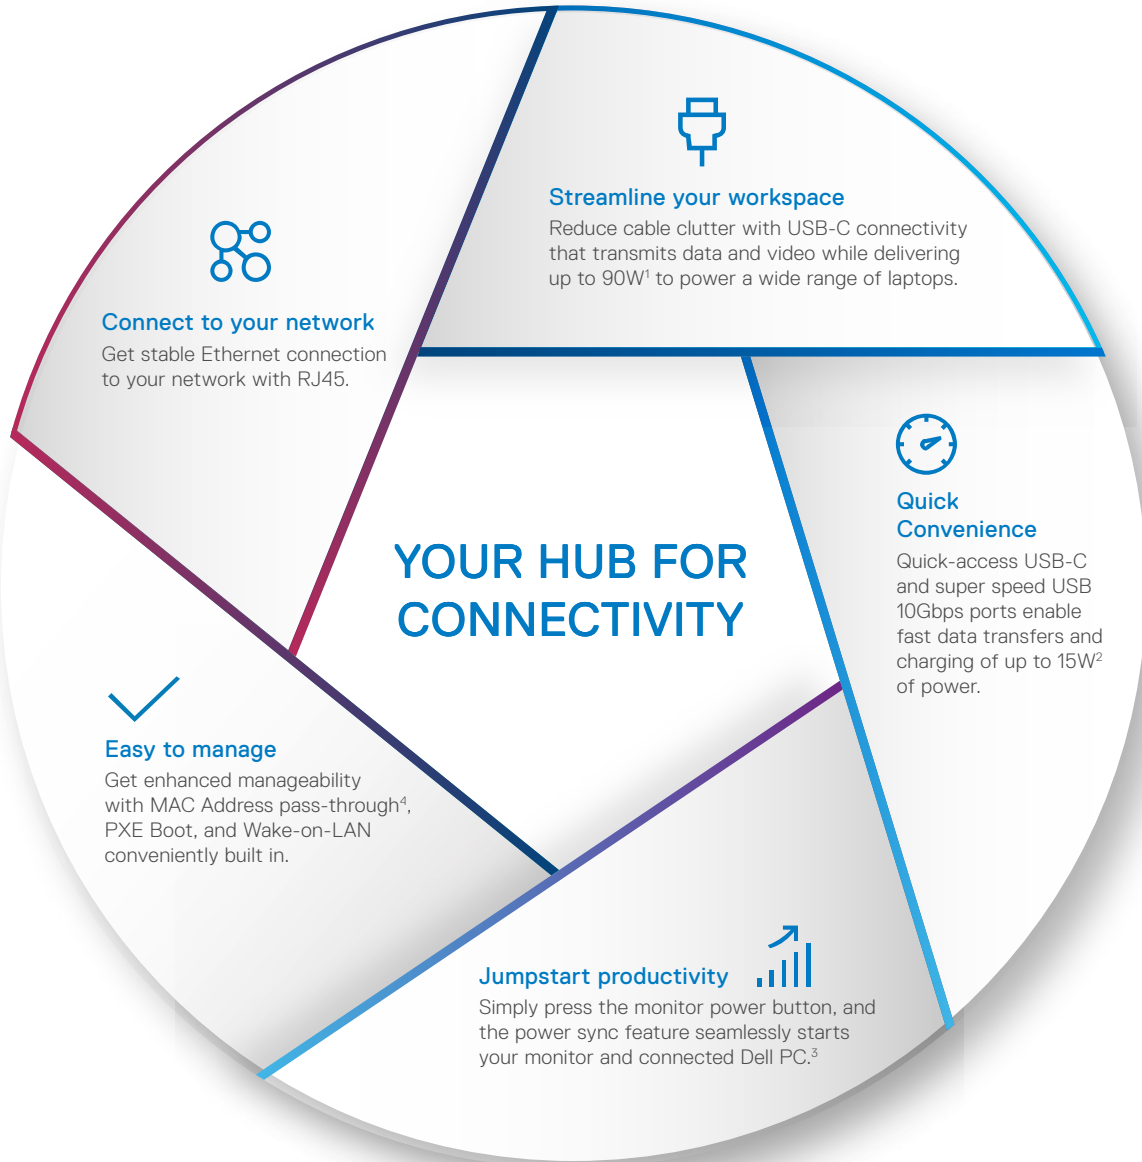 Streamline your workspace
Reduce cable clutter with USB-C connectivity
that transmits data and video while delivering
up to 90W¹ to power a wide range of laptops.
Connect to your network
Get stable Ethernet connection
to your network with RJ45.
Quick
Convenience
Quick-access USB-C
and super speed USB
10Gbps ports enable
fast data transfers and
charging of up to 15W²
of power.
YOUR HUB FOR
CONNECTIVITY
Easy to manage
Get enhanced manageability
with MAC Address pass-through⁴,
PXE Boot, and Wake-on-LAN
conveniently built in.
Jumpstart productivity
Simply press the monitor power button, and
the power sync feature seamlessly starts
your monitor and connected Dell PC.³